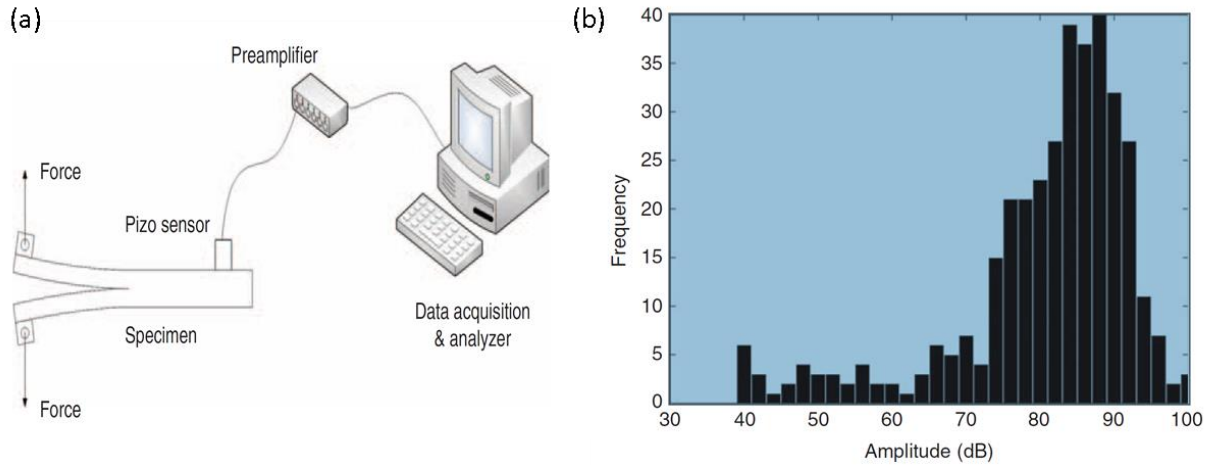 (a)
Preamplifier
Force
Pizo sensor
Specimen
Data acquisition
& analyzer
Force
(b)
40
35
30
25
20
15
10
5
0
Frequency
30
40
50
60
70
80
90
100
Amplitude (dB)